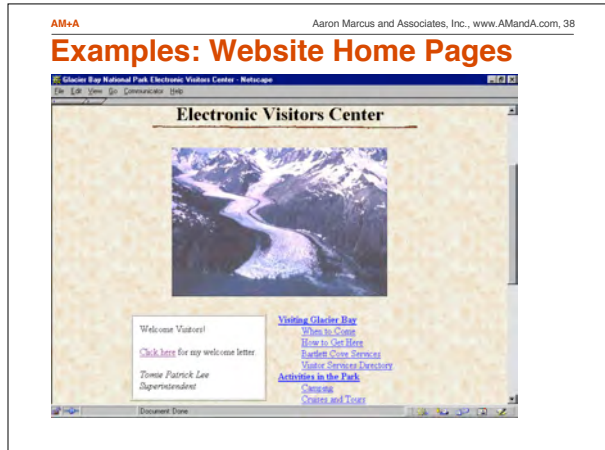 AM+A
Aaron Marcus and Associates, Inc., www.AMandA.com, 38
Examples: Website Home Pages
Glacier Bay National Park Electronic Visitors Center - Netscape
File Edit View Go Communicator Help
Electronic Visitors Center
Welcome Visitors!
Click here for my welcome letter
Tomie Patrick Lee
Superintendent
Visiting Glacier Bay
When to Come
How to Get Here
Bartlett Cove Services
Visitor Services Directory
Activities in the Park
Camping
Cruises and Tours
Document Done